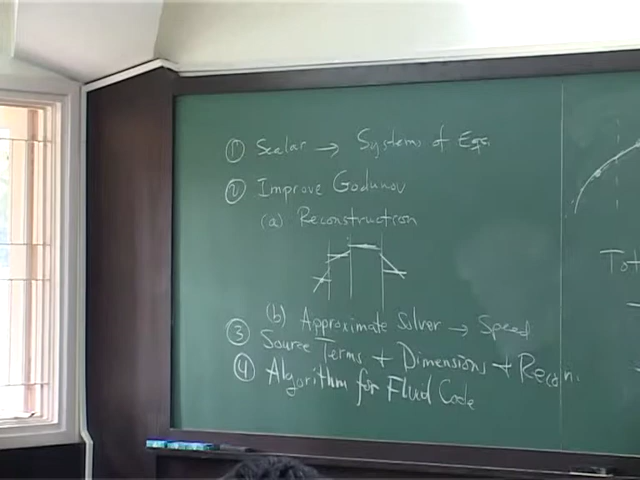 ① Scalar → Systems of Eqs.
② Improve Godunov
(a) Reconstruction
(b) Approximate Solver → Speed
③ Source Terms + Dimensions +
④ Algorithm for Fluid Code
Tot